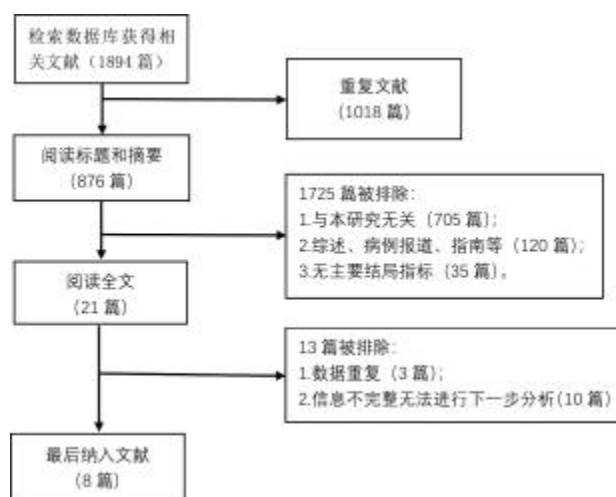 检索数据库获得相
关文献（1894 篇）
重复文献
(1018 篇)
阅读标题和摘要
(876 篇)
1725 篇被排除：
1.与本研究无关（705 篇）；
2.综述、病例报道、指南等（120 篇）；
3.无主要结局指标（35 篇）。
阅读全文
(21 篇)
13 篇被排除：
1.数据重复（3 篇）；
2.信息不完整无法进行下一步分析(10 篇)
最后纳入文献
(8 篇)